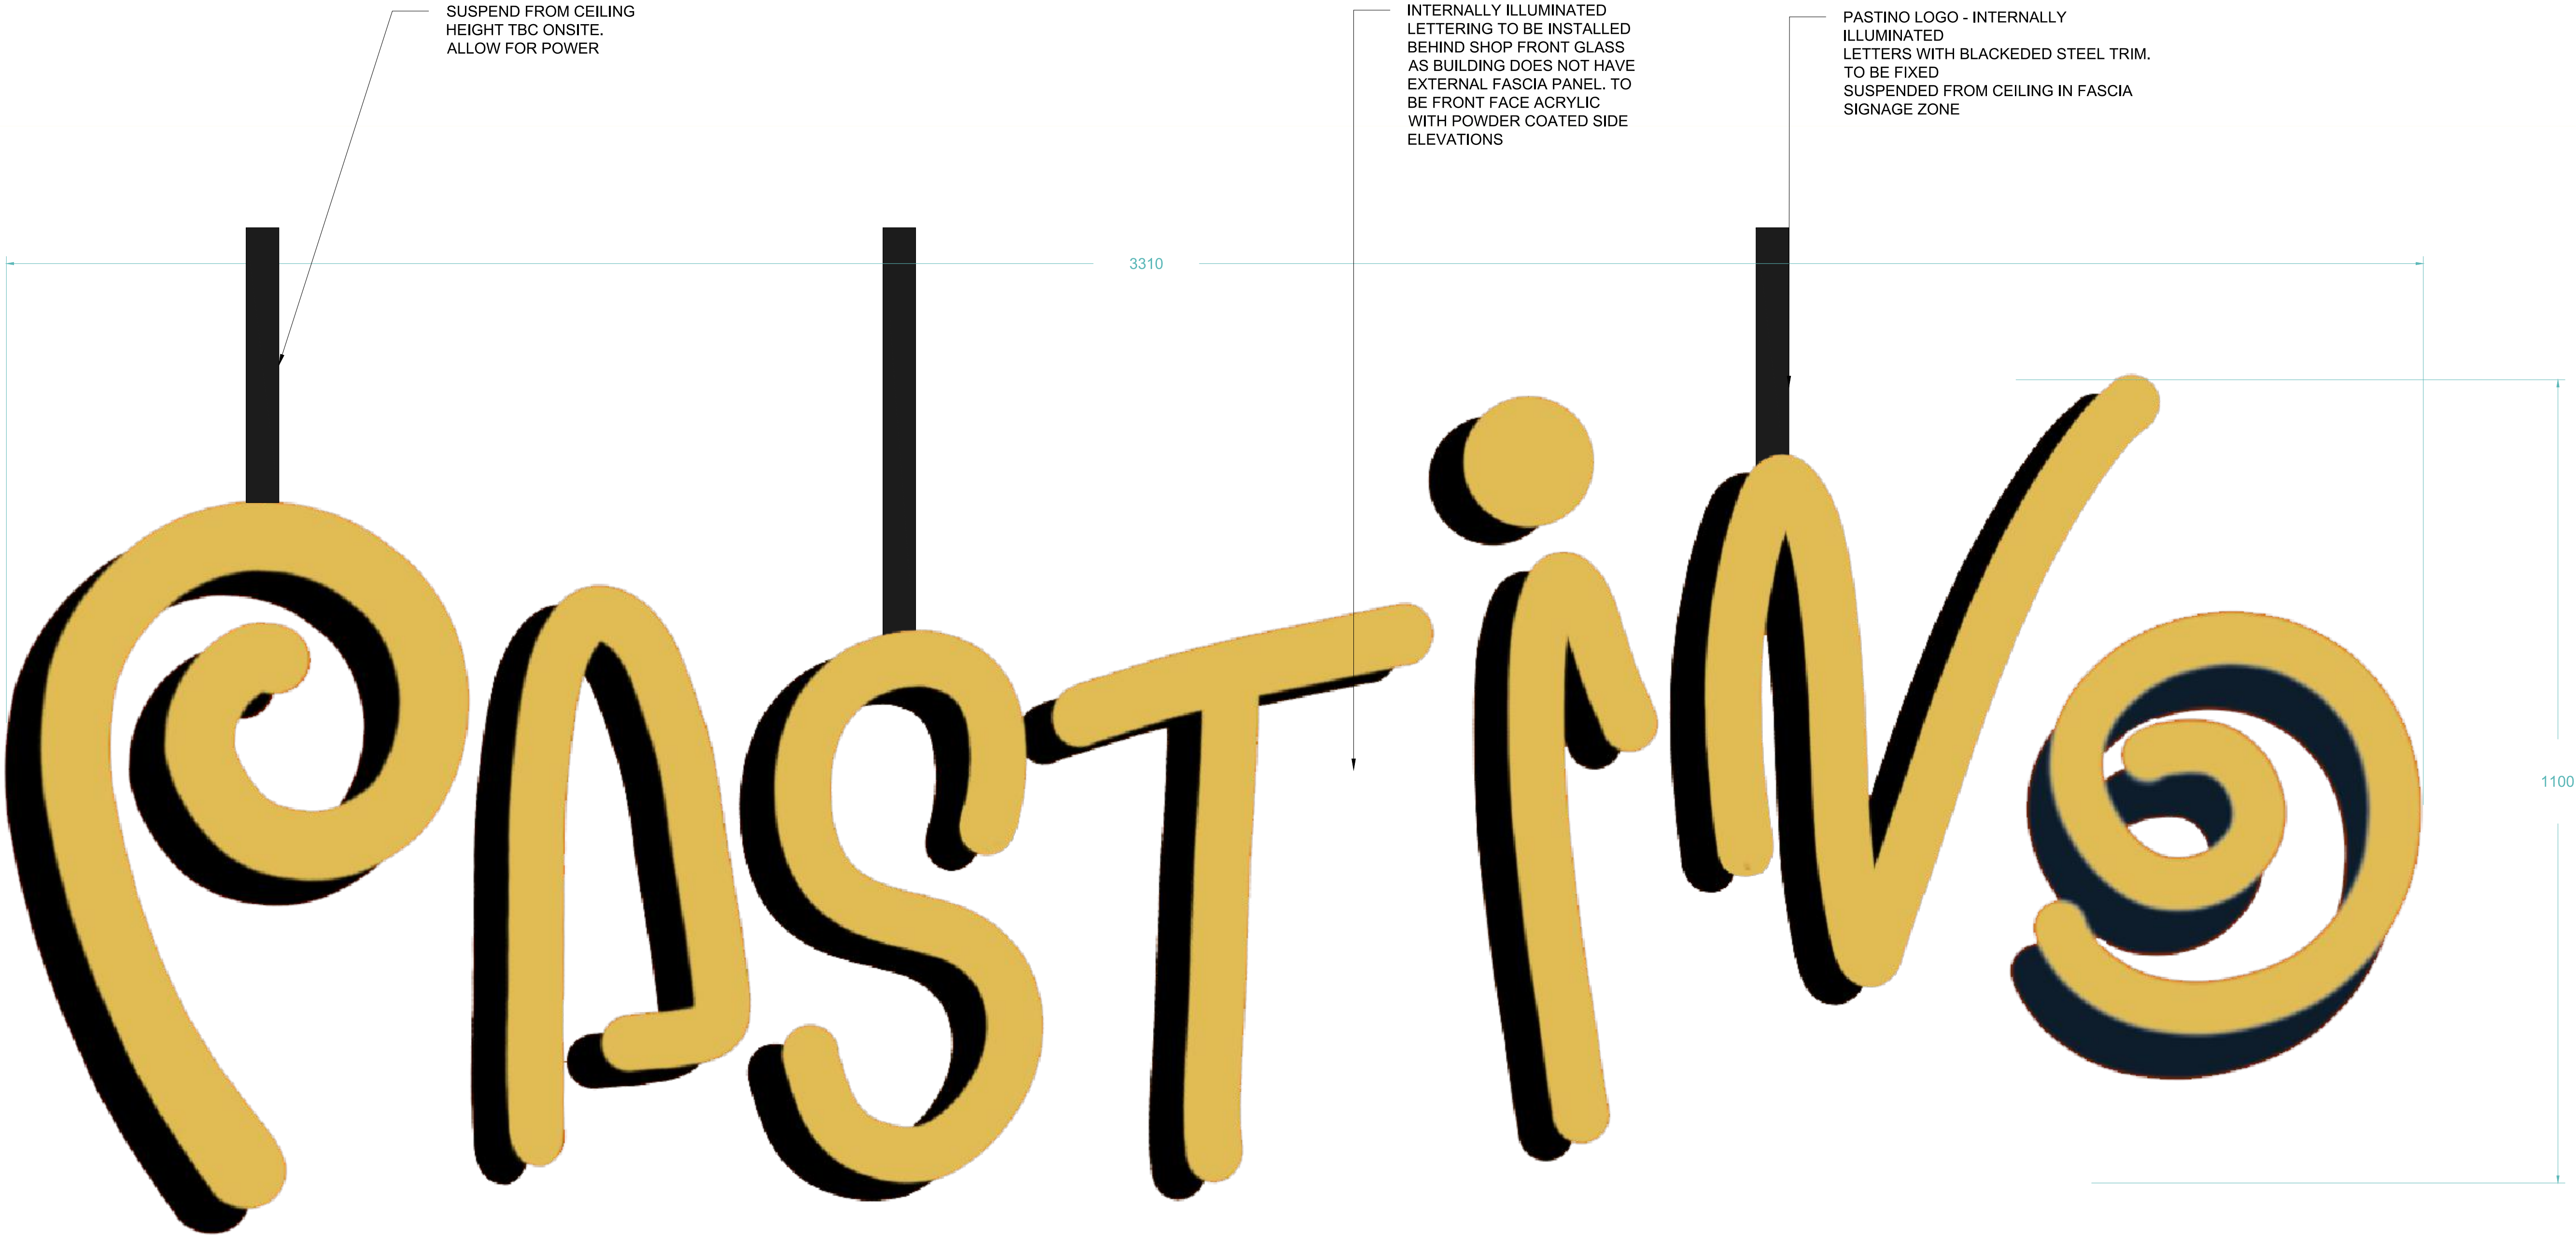 SUSPEND FROM CEILING
HEIGHT TBC ONSITE.
ALLOW FOR POWER
INTERNALLY ILLUMINATED
LETTERING TO BE INSTALLED
BEHIND SHOP FRONT GLASS
AS BUILDING DOES NOT HAVE
EXTERNAL FASCIA PANEL. TO
BE FRONT FACE ACRYLIC
WITH POWDER COATED SIDE
ELEVATIONS
PASTINO LOGO - INTERNALLY
ILLUMINATED
LETTERS WITH BLACKEDED STEEL TRIM.
TO BE FIXED
SUSPENDED FROM CEILING IN FASCIA
SIGNAGE ZONE
3310
PASTiNO
1100